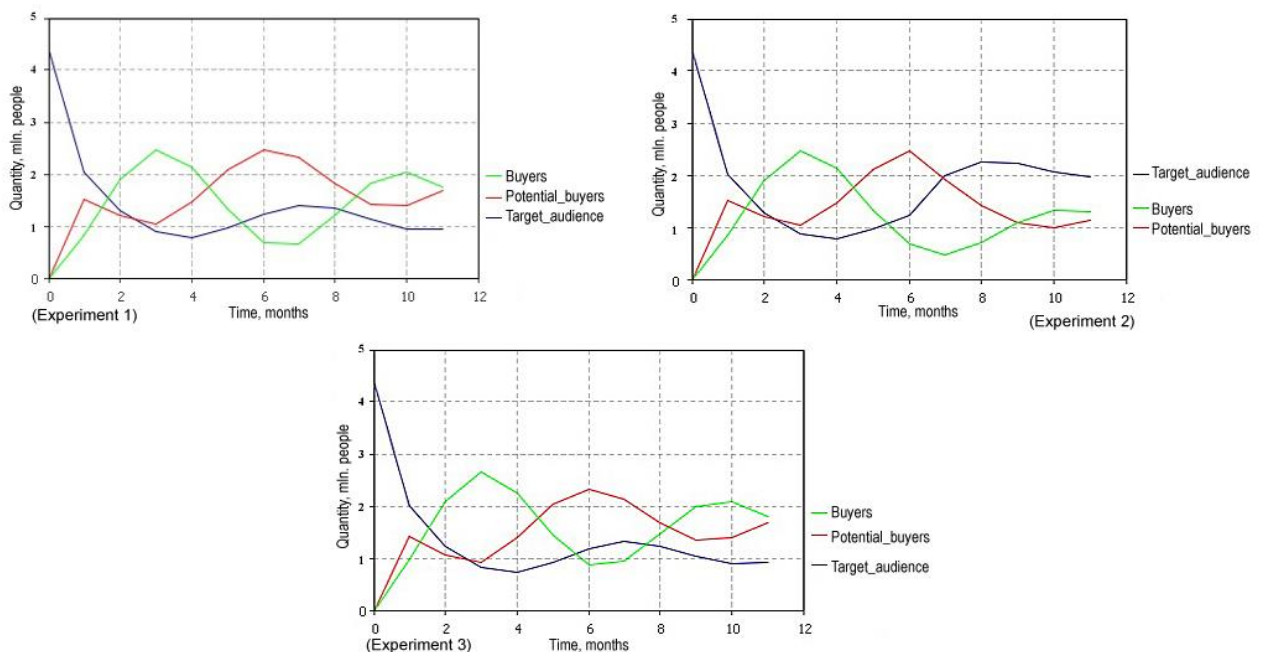 5
4
3
2
1
0
Quantity, mln. people
0 2 4 6 8 10 12
Time, months
(Experiment 1)
Buyers
Potential_buyers
Target_audience
5
4
3
2
1
0
Quantity, mln. people
0 2 4 6 8 10 12
Time, months
(Experiment 2)
Target_audience
Buyers
Potential_buyers
5
4
3
2
1
0
Quantity, mln. people
0 2 4 6 8 10 12
(Experiment 3)
Time, months
Buyers
Potential_buyers
Target_audience